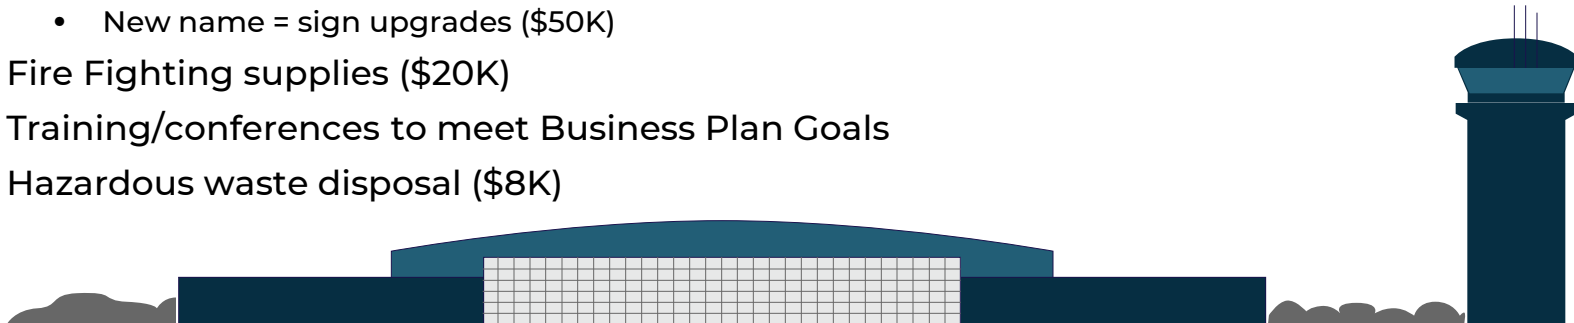 • New name = sign upgrades ($50K)
Fire Fighting supplies ($20K)
Training/conferences to meet Business Plan Goals
Hazardous waste disposal ($8K)